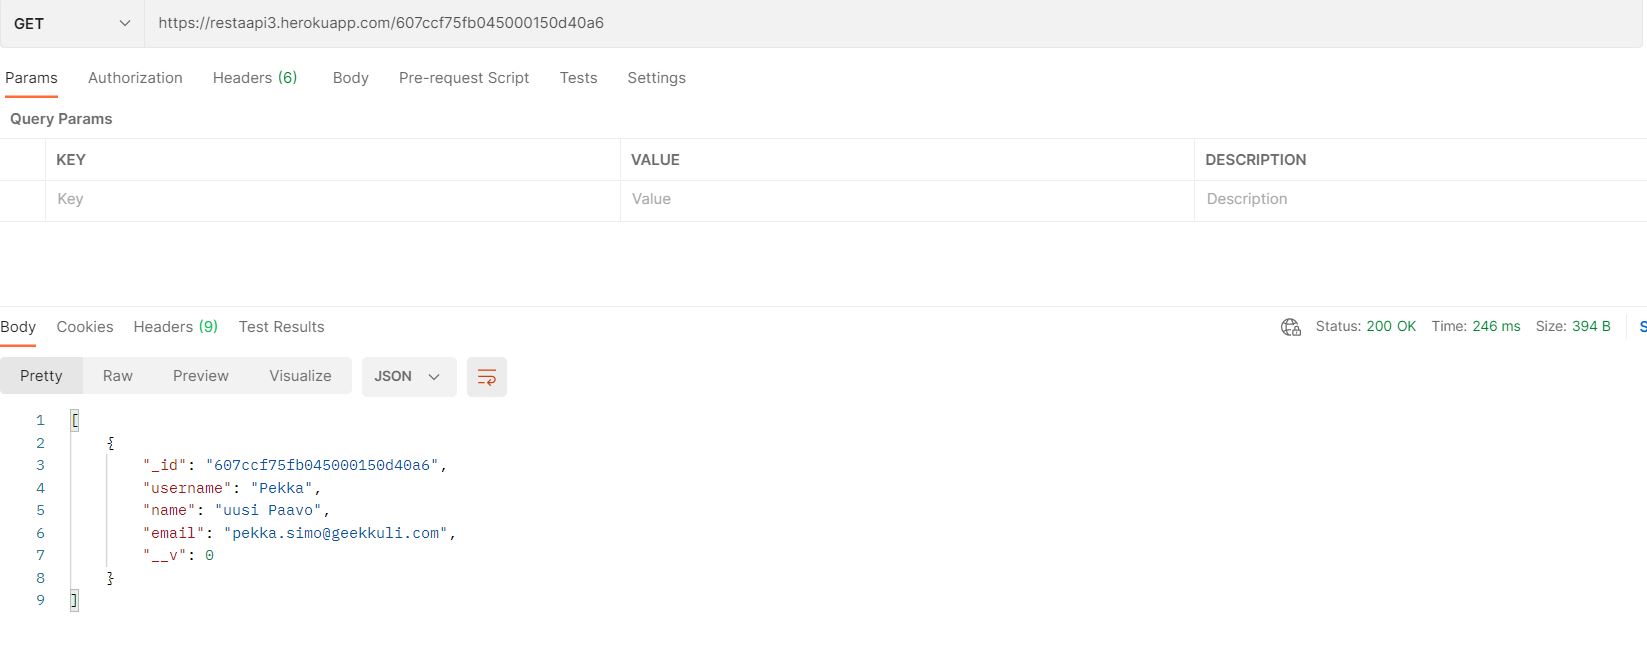 GET https://restaapi3.herokuapp.com/607ccf75fb045000150d40a6
Params Authorization Headers (6) Body Pre-request Script Tests Settings
Query Params
KEY VALUE DESCRIPTION
Key Value Description
Body Cookies Headers (9) Test Results Status: 200 OK Time: 246 ms Size: 394 B S
Pretty Raw Preview Visualize JSON
1 [
2 {
3 "_id": "607ccf75fb045000150d40a6",
4 "username": "Pekka",
5 "name": "uusi Paavo",
6 "email": "pekka.simo@geekkuli.com",
7 "__v": 0
8 }
9 ]